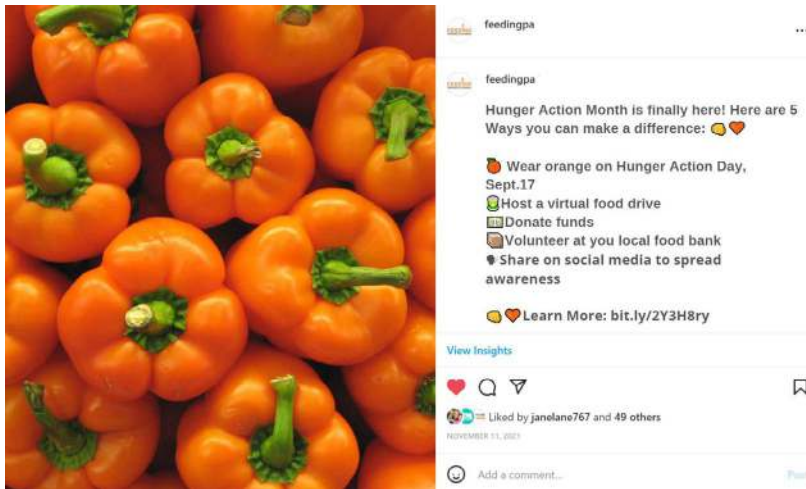 feedingpa
feedingpa
Hunger Action Month is finally here! Here are 5
Ways you can make a difference:
Wear orange on Hunger Action Day,
Sept.17
Host a virtual food drive
Donate funds
Volunteer at you local food bank
Share on social media to spread
awareness
Learn More: bit.ly/2Y3H8ry
View Insights
Liked by janelane767 and 49 others
NOVEMBER 11, 2021
Add a comment...